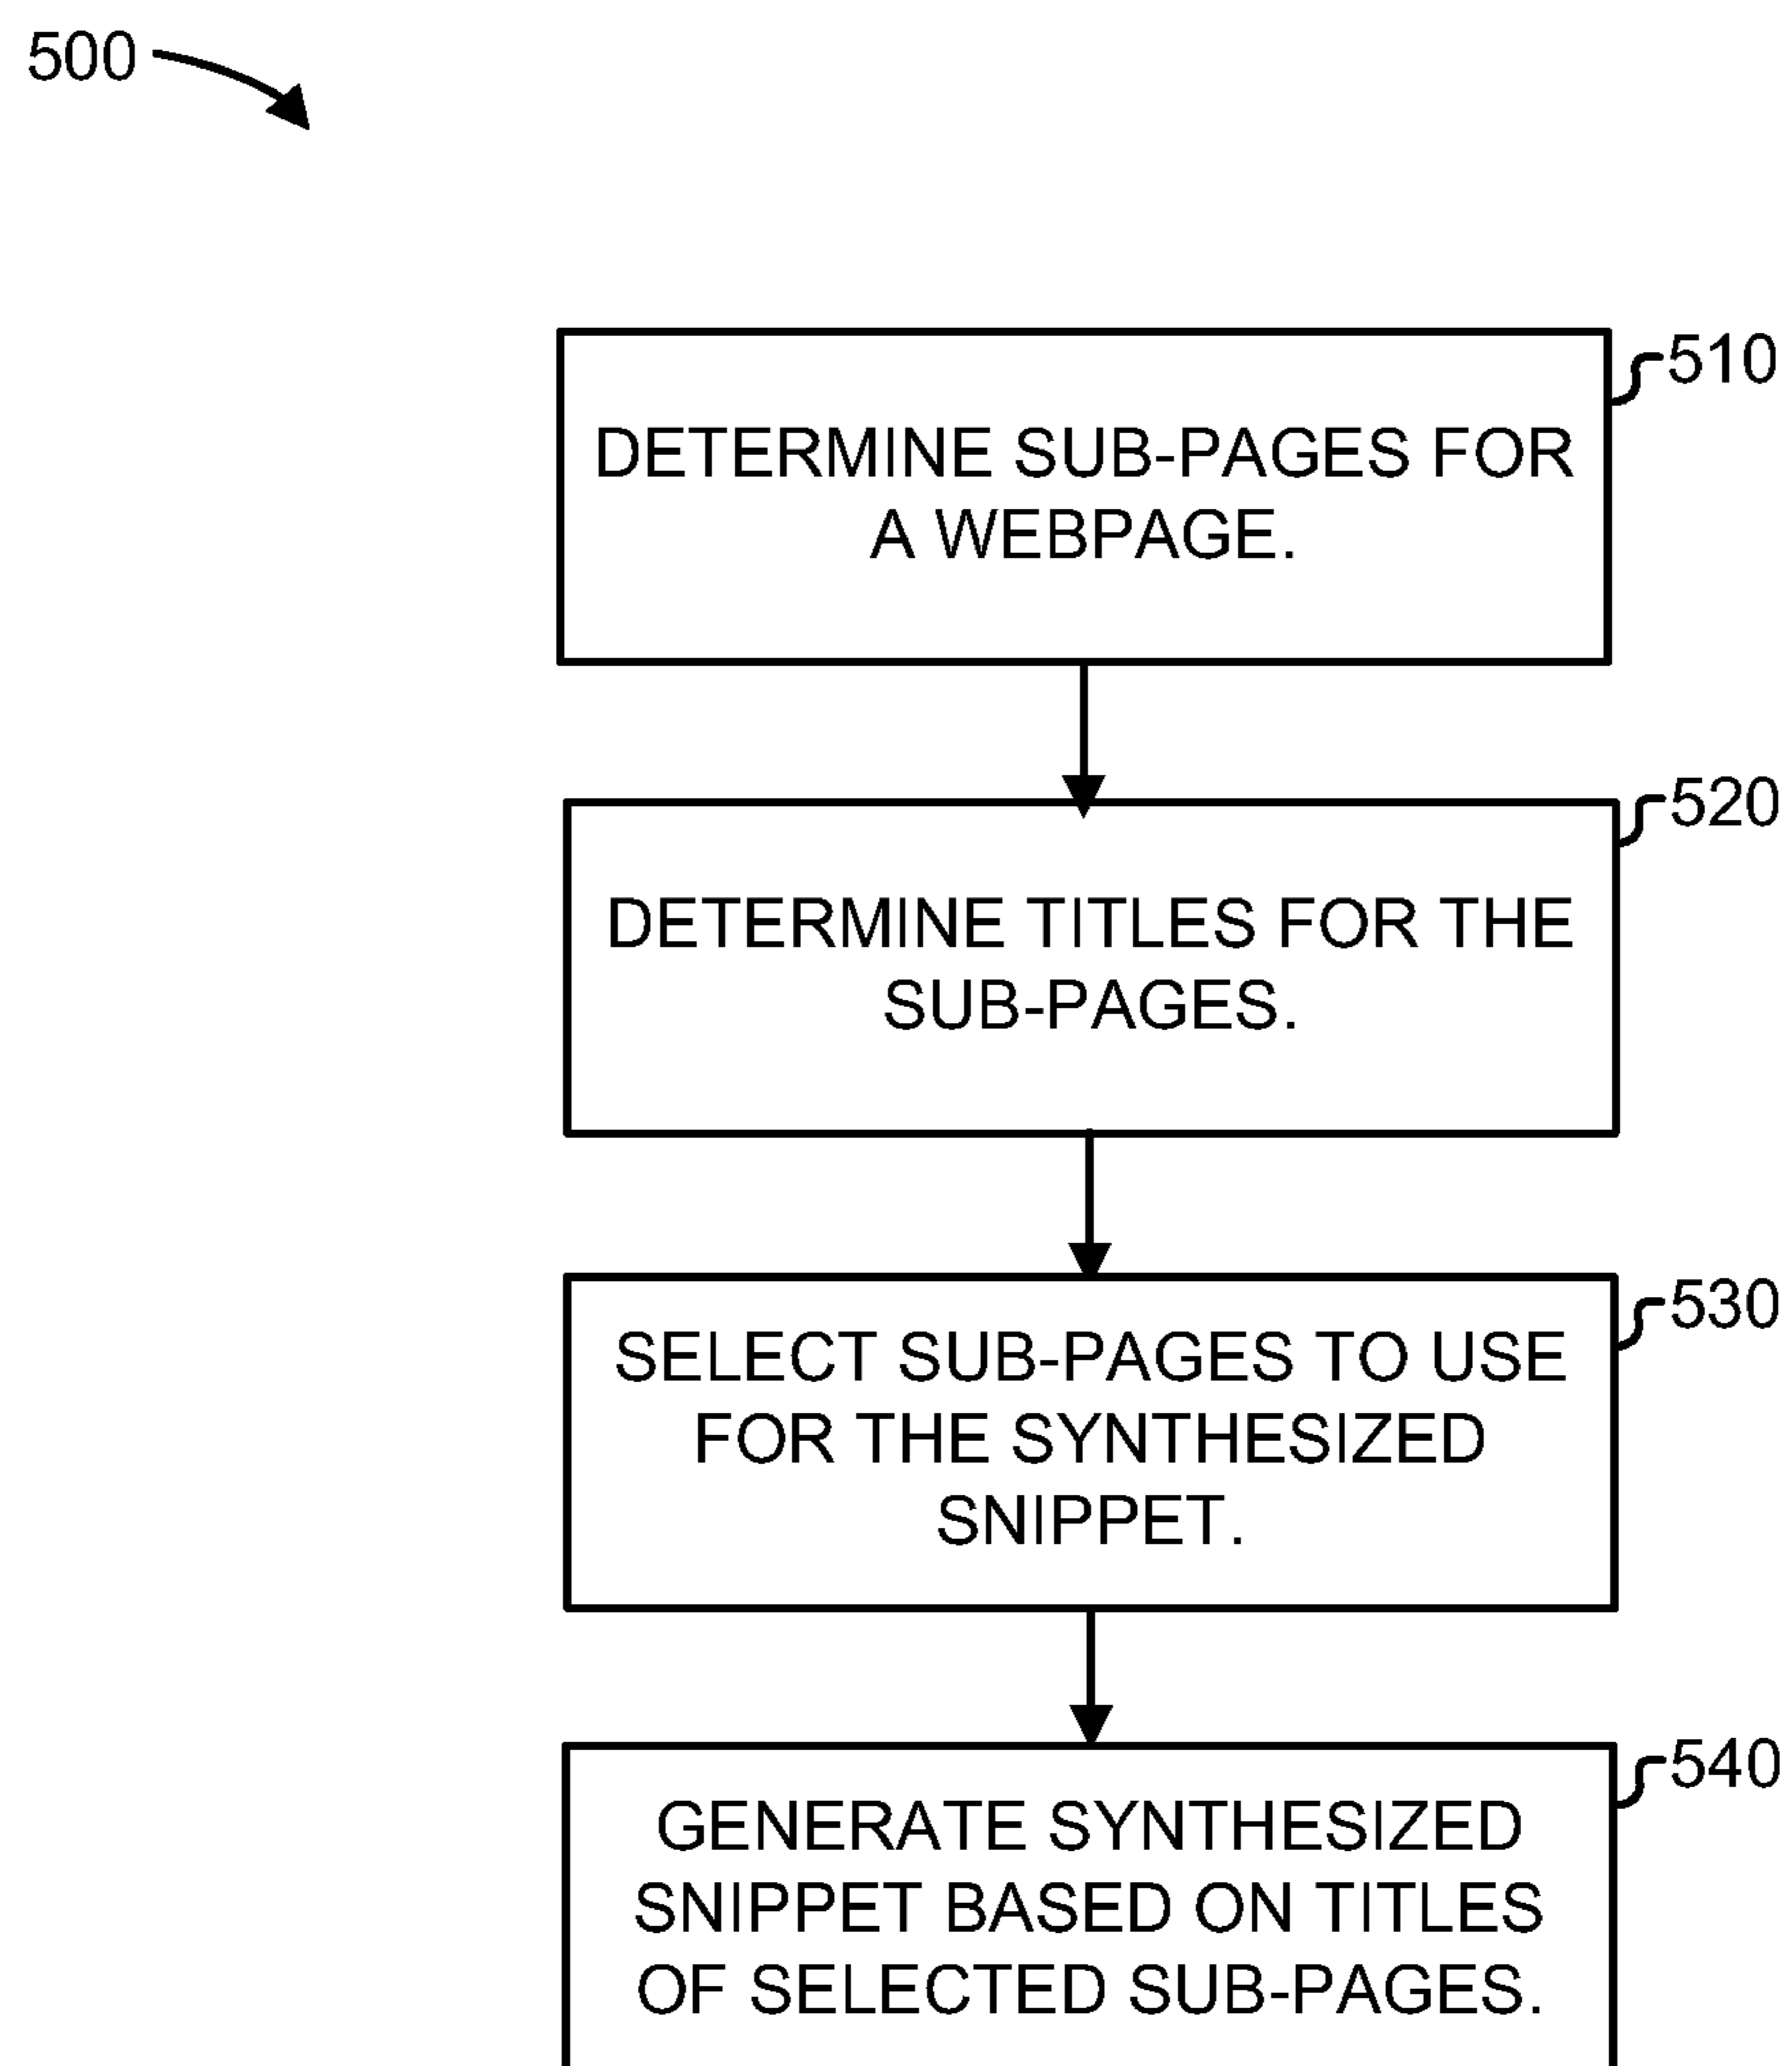 500
510
DETERMINE SUB-PAGES FOR
A WEBPAGE.
520
DETERMINE TITLES FOR THE
SUB-PAGES.
530
SELECT SUB-PAGES TO USE
FOR THE SYNTHESIZED
SNIPPET.
540
GENERATE SYNTHESIZED
SNIPPET BASED ON TITLES
OF SELECTED SUB-PAGES.